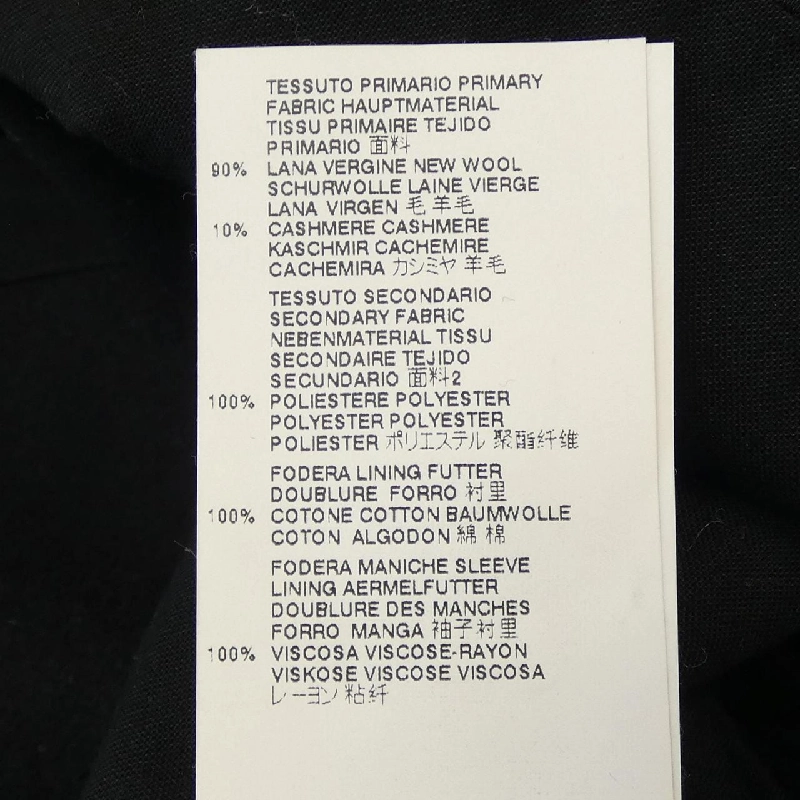 TESSUTO PRIMARIO PRIMARY
FABRIC HAUPTMATERIAL
TISSU PRIMAIRE TEJIDO
PRIMARIO 面料
90% LANA VERGINE NEW WOOL
SCHURWOLLE LAINE VIERGE
LANA VIRGEN 毛 羊毛
10% CASHMERE CASHMERE
KASCHMIR CACHEMIRE
CACHEMIRA カシミヤ 羊毛
TESSUTO SECONDARIO
SECONDARY FABRIC
NEBENMATERIAL TISSU
SECONDAIRE TEJIDO
SECUNDARIO 面料2
100% POLIESTERE POLYESTER
POLYESTER POLYESTER
POLIESTER ポリエステル 聚酯纤维
FODERA LINING FUTTER
DOUBLURE FORRO 衬里
100% COTONE COTTON BAUMWOLLE
COTON ALGODON 綿 棉
FODERA MANICHE SLEEVE
LINING AERMELFUTTER
DOUBLURE DES MANCHES
FORRO MANGA 袖子衬里
100% VISCOSA VISCOSE-RAYON
VISKOSE VISCOSE VISCOSA
レーヨン 粘纤